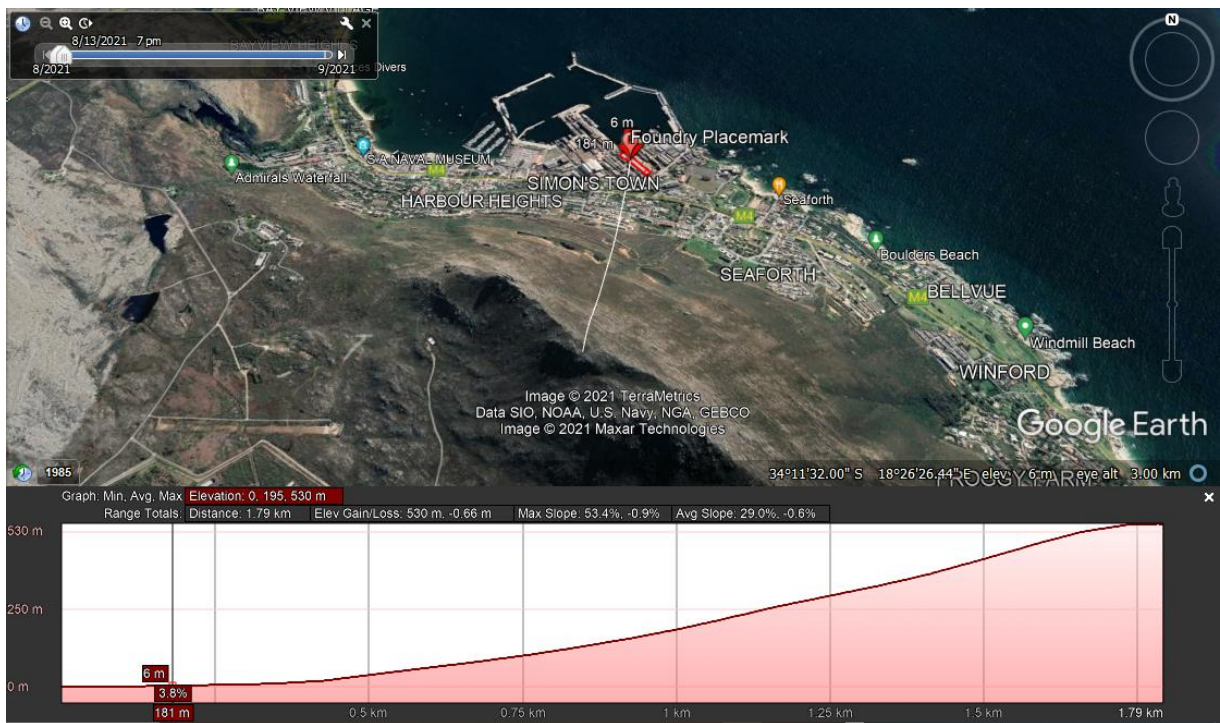 BAYVIEW HEIGHTS
8/13/2021 7 pm
8/2021
9/2021
Divers
N
6 m
181 m
Foundry Placemark
S A NAVAL MUSEUM
M4
Admirals Waterfall
SIMON'S TOWN
HARBOUR HEIGHTS
Seaforth
M4
Boulders Beach
SEAFORTH
M4
BELLVUE
Windmill Beach
WINFORD
Image © 2021 TerraMetrics
Data SIO, NOAA, U.S. Navy, NGA, GEBCO
Image © 2021 Maxar Technologies
Google Earth
1985
34°11'32.00" S 18°26'26.44" E elev 6 m eye alt 3.00 km
Graph: Min, Avg, Max Elevation: 0, 195, 530 m
Range Totals: Distance: 1.79 km Elev Gain/Loss: 530 m, -0.66 m Max Slope: 53.4%, -0.9% Avg Slope: 29.0%, -0.6%
530 m
250 m
0 m
6 m
3.8%
181 m
0.5 km
0.75 km
1 km
1.25 km
1.5 km
1.79 km